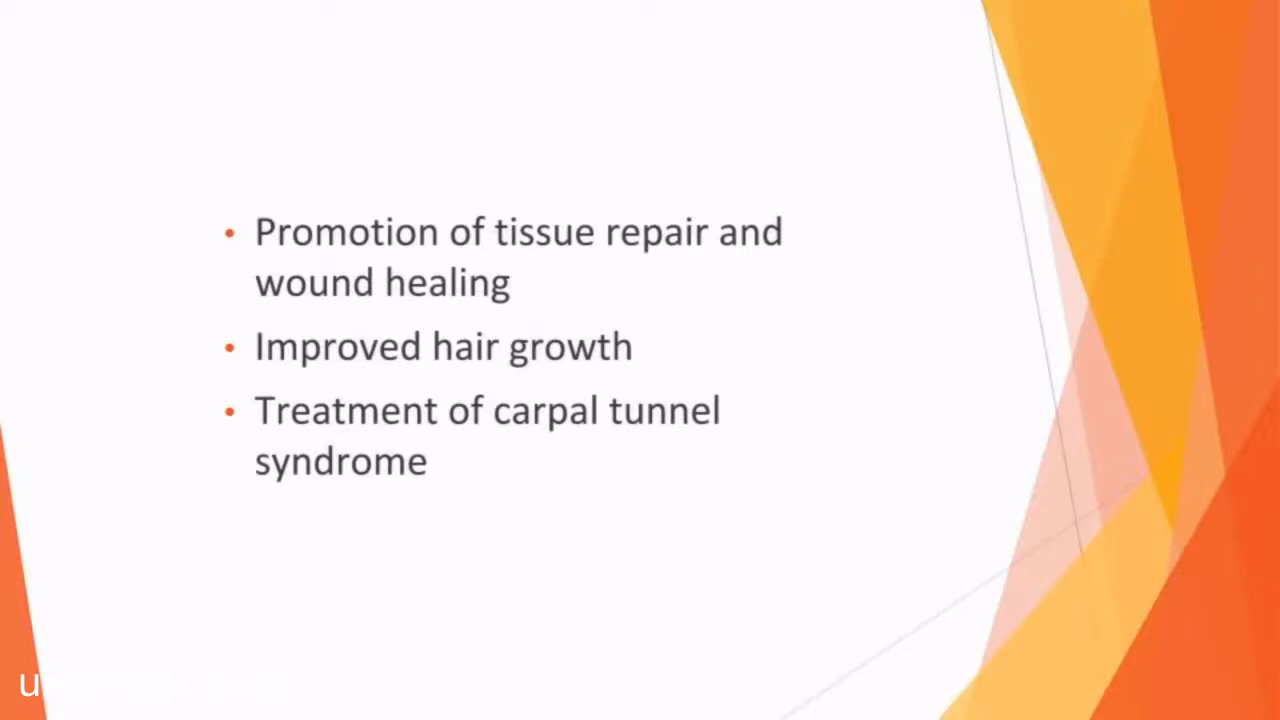 • Promotion of tissue repair and
wound healing
• Improved hair growth
• Treatment of carpal tunnel
syndrome